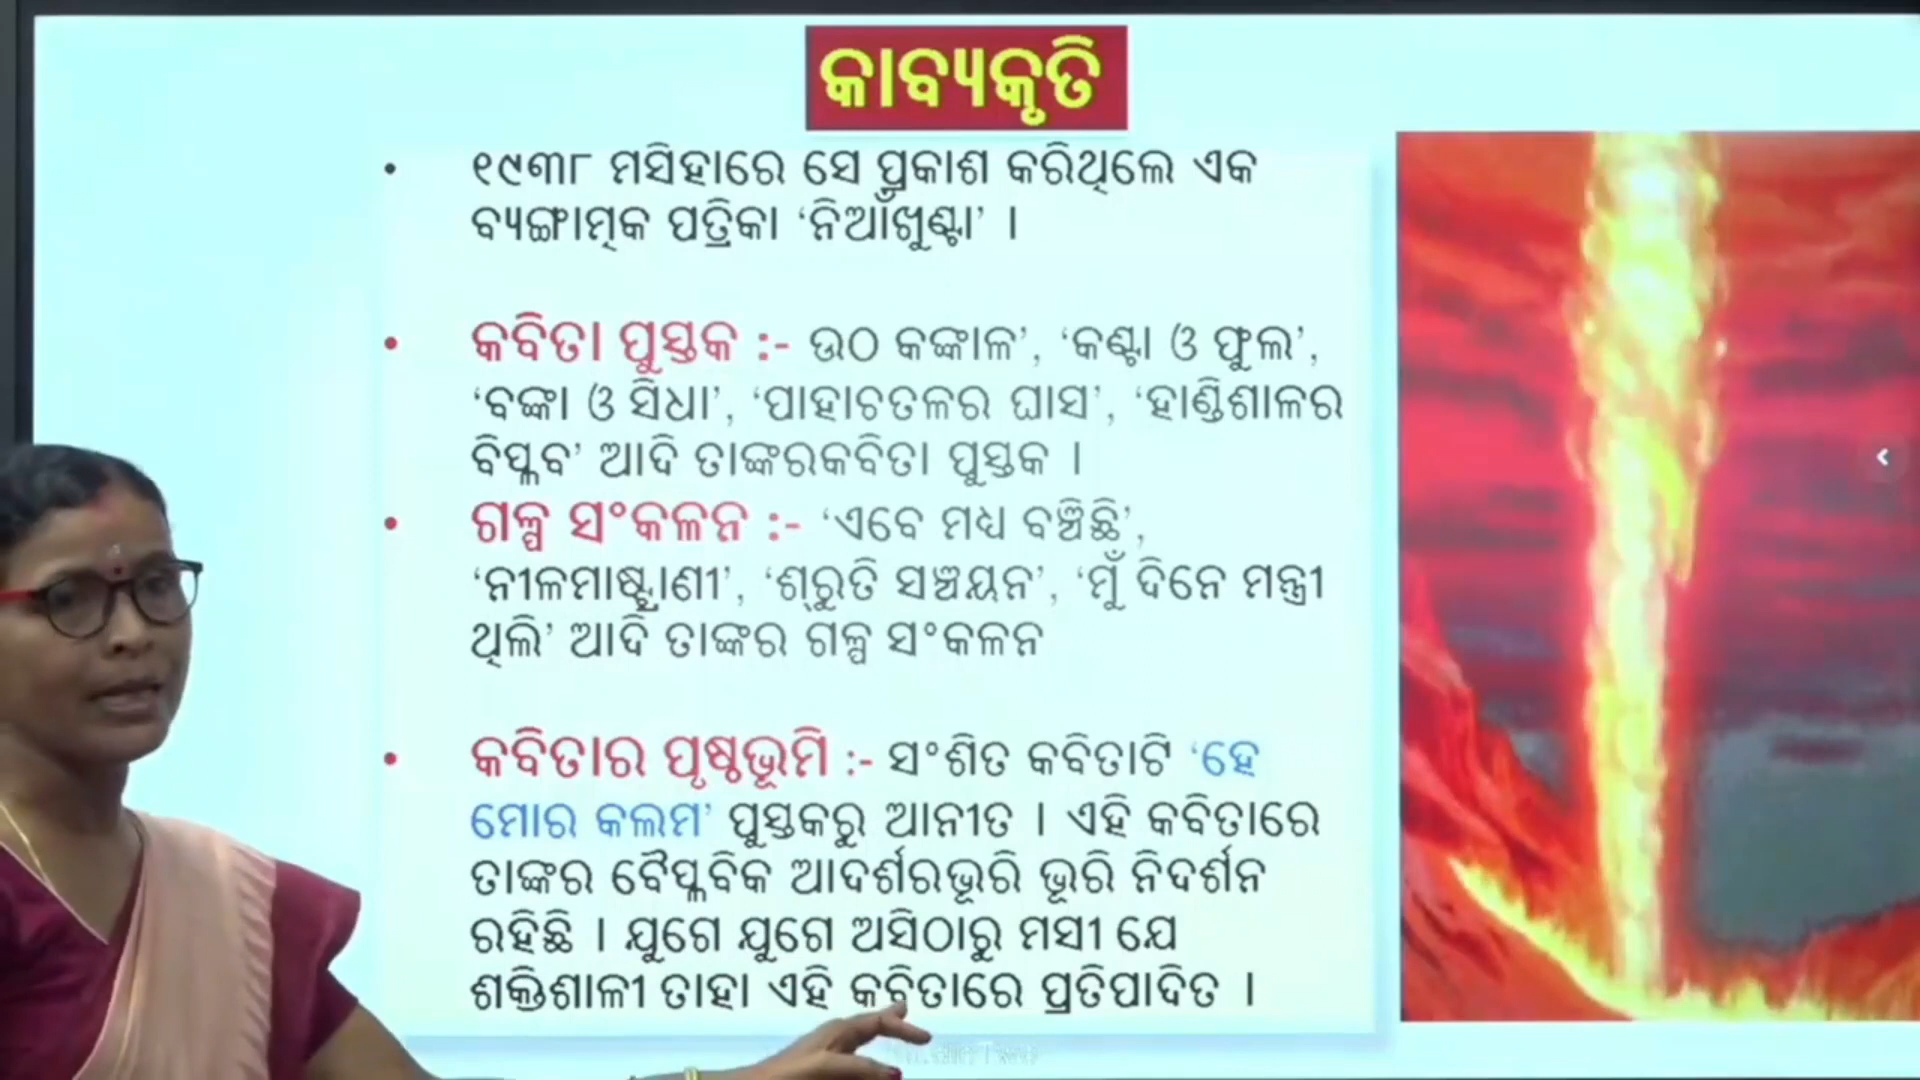 କାବ୍ୟକୃତି
• ୧୯୩୮ ମସିହାରେ ସେ ପ୍ରକାଶ କରିଥିଲେ ଏକ
ବ୍ୟଙ୍ଗାତ୍ମକ ପତ୍ରିକା ‘ନିଆଁଖୁଣ୍ଟା’ ।
• କବିତା ପୁସ୍ତକ :- ଉଠ କଙ୍କାଳ’, ‘କଣ୍ଟା ଓ ଫୁଲ’,
‘ବଙ୍କା ଓ ସିଧା’, ‘ପାହାଚତଳର ଘାସ’, ‘ହାଣ୍ଡିଶାଳର
ବିପ୍ଳବ’ ଆଦି ତାଙ୍କରକବିତା ପୁସ୍ତକ ।
• ଗଳ୍ପ ସଂକଳନ :- ‘ଏବେ ମଧ୍ୟ ବଞ୍ଚିଛି’,
‘ନୀଳମାଷ୍ଟ୍ରାଣୀ’, ‘ଶ୍ରୁତି ସଞ୍ଚୟନ’, ‘ମୁଁ ଦିନେ ମନ୍ତ୍ରୀ
ଥିଲି’ ଆଦି ତାଙ୍କର ଗଳ୍ପ ସଂକଳନ
• କବିତାର ପୃଷ୍ଠଭୂମି :- ସଂଶିତ କବିତାଟି ‘ହେ
ମୋର କଲମ’ ପୁସ୍ତକରୁ ଆନୀତ । ଏହି କବିତାରେ
ତାଙ୍କର ବୈପ୍ଳବିକ ଆଦର୍ଶରଭୂରି ଭୂରି ନିଦର୍ଶନ
ରହିଛି । ଯୁଗେ ଯୁଗେ ଅସିଠାରୁ ମସୀ ଯେ
ଶକ୍ତିଶାଳୀ ତାହା ଏହି କବିତାରେ ପ୍ରତିପାଦିତ ।